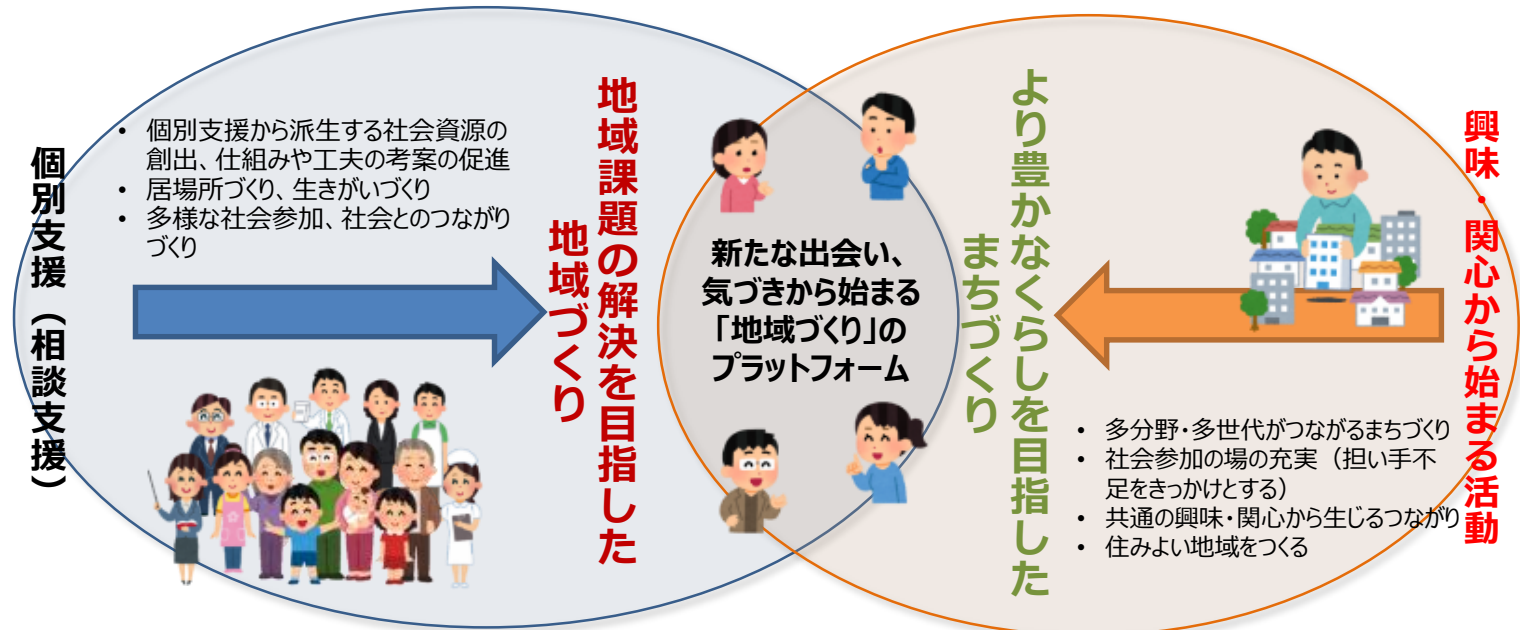 個別支援（相談支援）
• 個別支援から派生する社会資源の
創出、仕組みや工夫の考案の促進
• 居場所づくり、生きがいづくり
• 多様な社会参加、社会とのつながり
づくり
地域課題の解決を目指した
地域づくり
新たな出会い、
気づきから始まる
「地域づくり」の
プラットフォーム
より豊かなくらしを目指した
まちづくり
• 多分野・多世代がつながるまちづくり
• 社会参加の場の充実（担い手不
足をきっかけとする）
• 共通の興味・関心から生じるつながり
• 住みよい地域をつくる
興味・関心から始まる活動